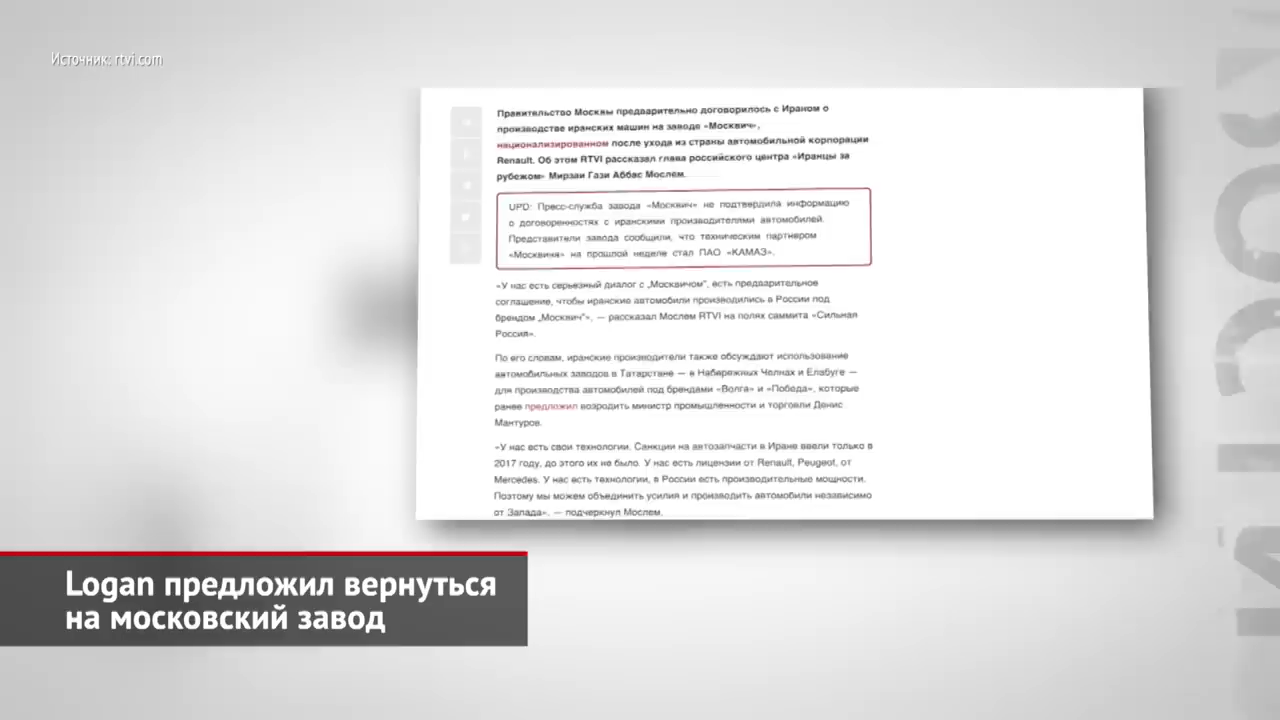 Источник: rtvi.com
Правительство Москвы предварительно договорилось с Ираном о
производстве иранских машин на заводе «Москвич»,
национализированном после ухода из страны автомобильной корпорации
Renault. Об этом RTVI рассказал глава российского центра «Иранцы за
рубежом» Мирзаи Гази Аббас Мослем.
UPD: Пресс-служба завода «Москвич» не подтвердила информацию
о договоренностях с иранскими производителями автомобилей.
Представители завода сообщили, что техническим партнером
«Москвича» на прошлой неделе стал ПАО «КАМАЗ».
«У нас есть серьезный диалог с „Москвичом", есть предварительное
соглашение, чтобы иранские автомобили производились в России под
брендом „Москвич"», — рассказал Мослем RTVI на полях саммита «Сильная
Россия».
По его словам, иранские производители также обсуждают использование
автомобильных заводов в Татарстане — в Набережных Челнах и Елабуге —
для производства автомобилей под брендами «Волга» и «Победа», которые
ранее предложил возродить министр промышленности и торговли Денис
Мантуров.
«У нас есть свои технологии. Санкции на автозапчасти в Иране ввели только в
2017 году, до этого их не было. У нас есть лицензии от Renault, Peugeot, от
Mercedes. У нас есть технологии, в России есть производительные мощности.
Поэтому мы можем объединить усилия и производить автомобили независимо
от Запада», — подчеркнул Мослем.
Logan предложил вернуться
на московский завод